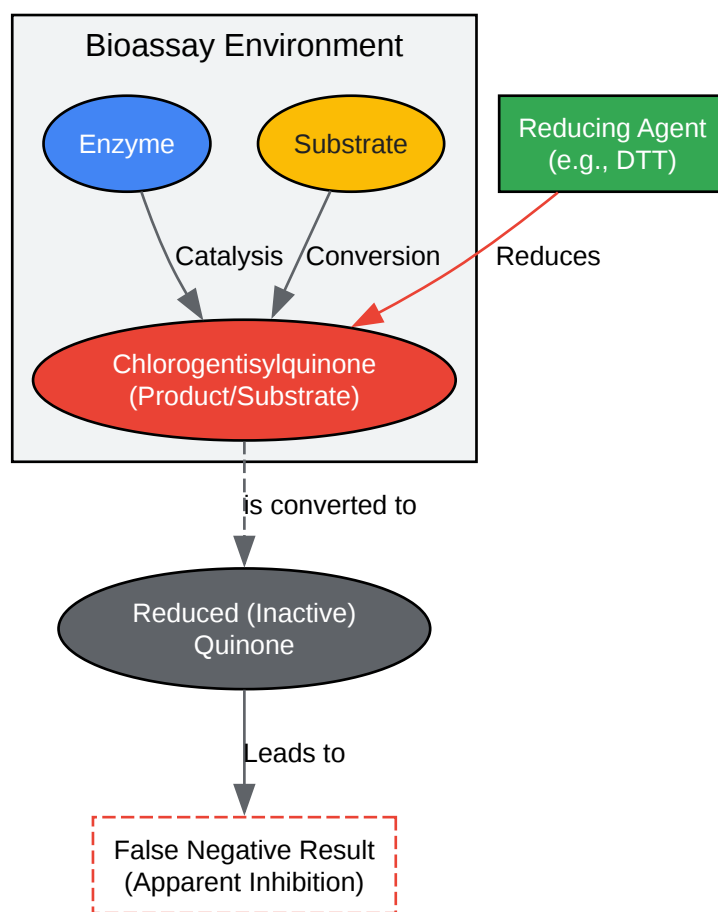 Bioassay Environment
Enzyme
Substrate
Reducing Agent
(e.g., DTT)
Catalysis
Conversion
Reduces
Chlorogentisylquinone
(Product/Substrate)
is converted to
Reduced (Inactive)
Quinone
Leads to
False Negative Result
(Apparent Inhibition)